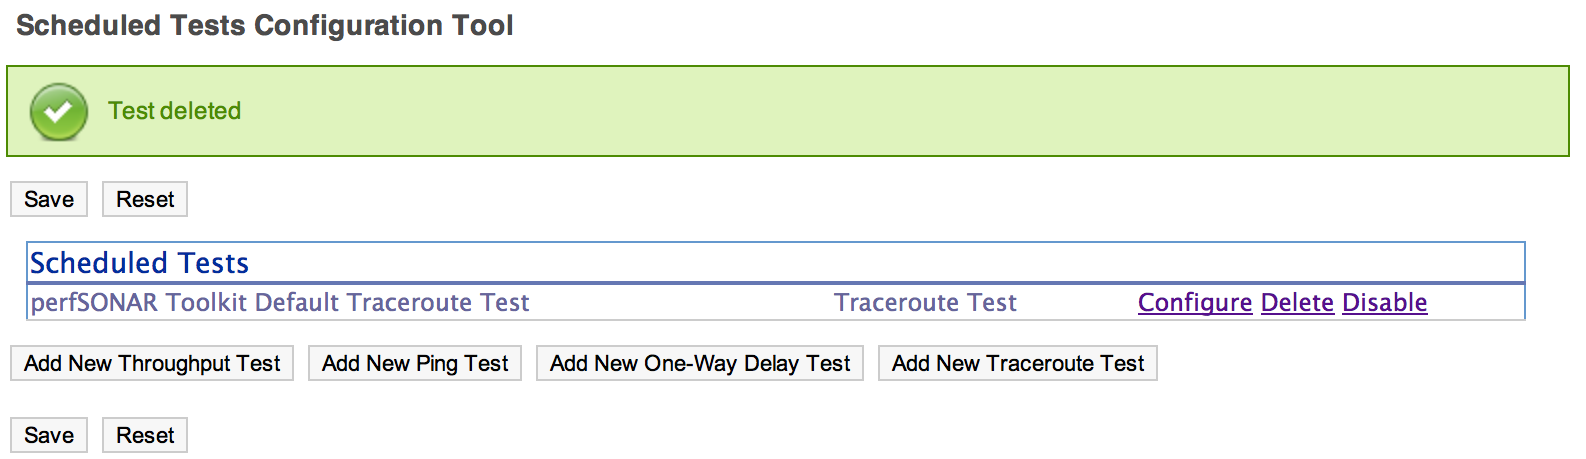 Scheduled Tests Configuration Tool
Test deleted
Save Reset
Scheduled Tests
perfSONAR Toolkit Default Traceroute Test Traceroute Test Configure Delete Disable
Add New Throughput Test Add New Ping Test Add New One-Way Delay Test Add New Traceroute Test
Save Reset